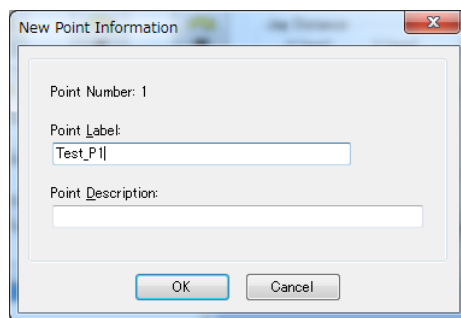 New Point Information
Point Number: 1
Point Label:
Test_P1
Point Description:
OK Cancel